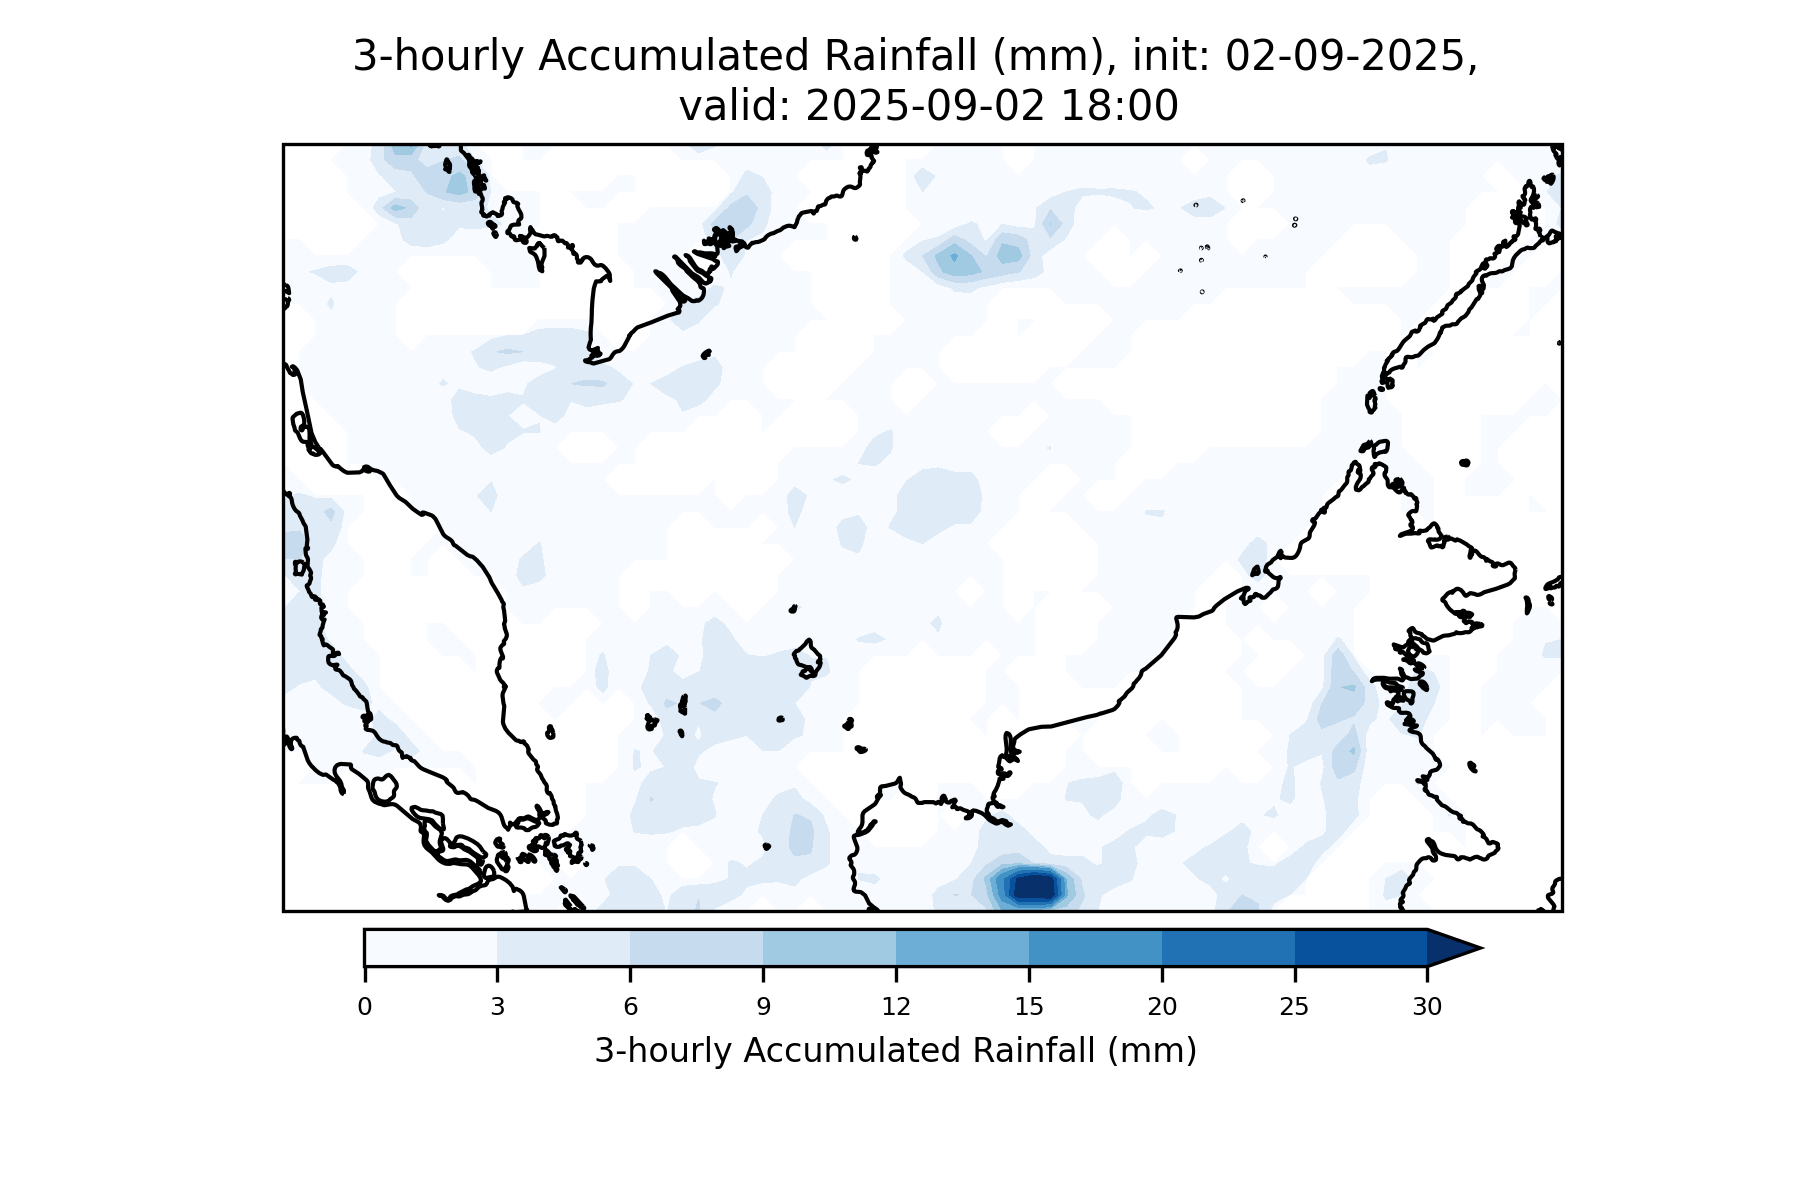 3-hourly Accumulated Rainfall (mm), init: 02-09-2025,
valid: 2025-09-02 18:00
0 3 6 9 12 15 20 25 30
3-hourly Accumulated Rainfall (mm)